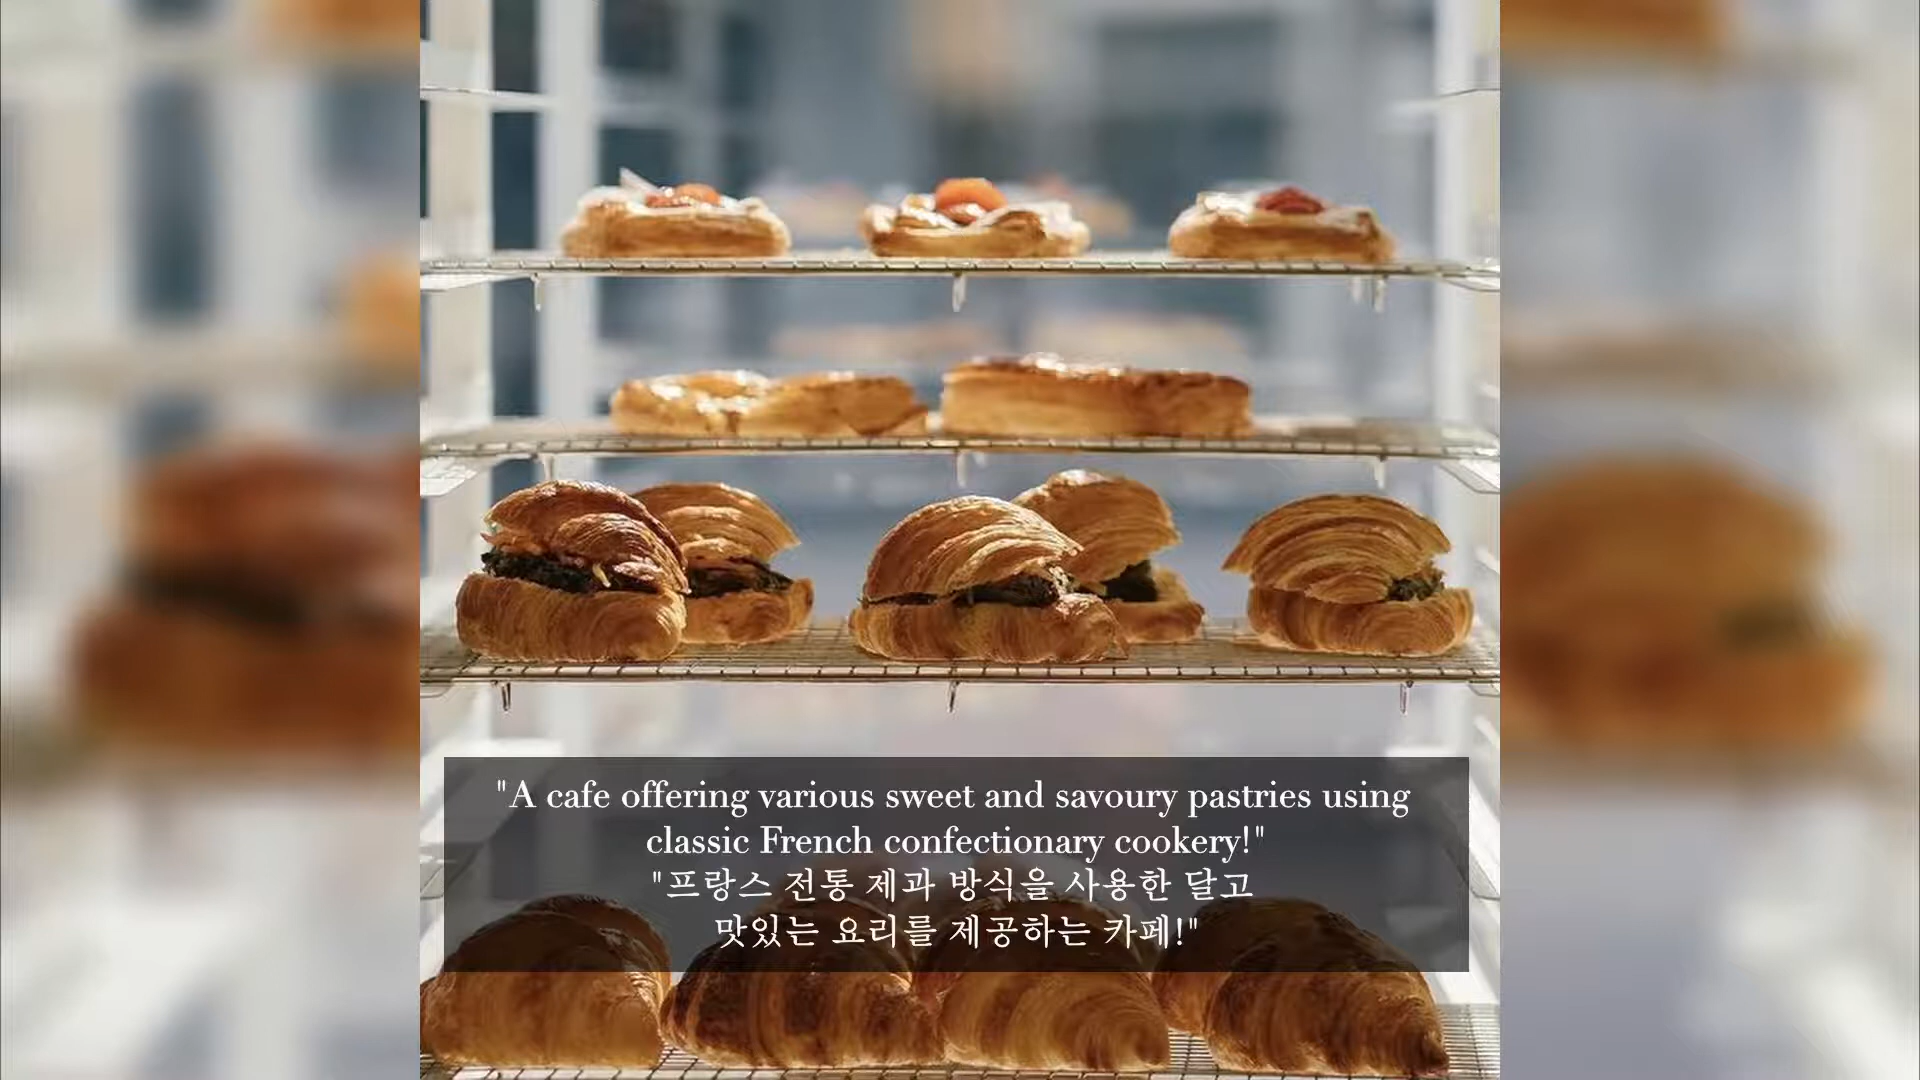 "A cafe offering various sweet and savoury pastries using
classic French confectionary cookery!"
"프랑스 전통 제과 방식을 사용한 달고
맛있는 요리를 제공하는 카페!"